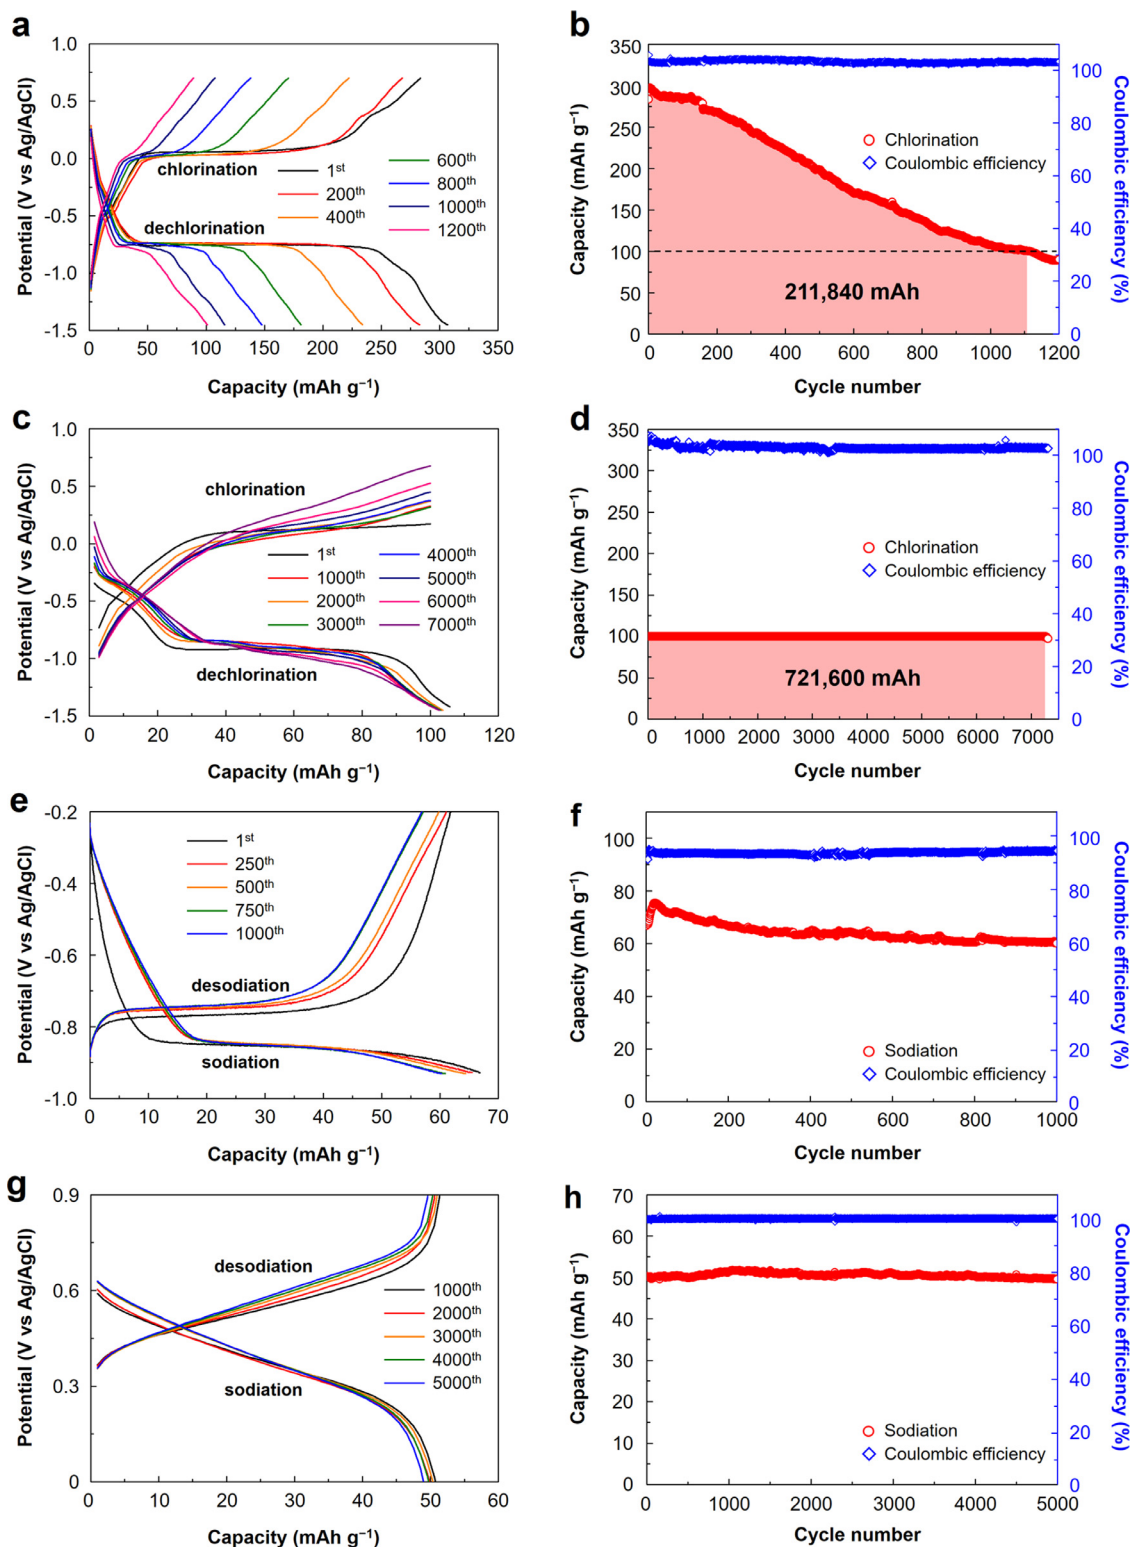 a
Potential (V vs Ag/AgCl)
1.0
0.5
0.0
-0.5
-1.0
-1.5
chlorination
dechlorination
1st
200th
400th
600th
800th
1000th
1200th
0 50 100 150 200 250 300 350
Capacity (mAh g−1)
b
Capacity (mAh g−1)
350
300
250
200
150
100
50
0
Chlorination
Coulombic efficiency
211,840 mAh
100
80
60
40
20
0
Coulombic efficiency (%)
0 200 400 600 800 1000 1200
Cycle number
c
Potential (V vs Ag/AgCl)
1.0
0.5
0.0
-0.5
-1.0
-1.5
chlorination
1st
1000th
2000th
3000th
4000th
5000th
6000th
7000th
dechlorination
0 20 40 60 80 100 120
Capacity (mAh g−1)
d
Capacity (mAh g−1)
350
300
350
200
350
100
50
0
Chlorination
Coulombic efficiency
721,600 mAh
100
80
60
40
20
0
Coulombic efficiency (%)
0 1000 2000 3000 4000 5000 6000 7000
Cycle number
e
Potential (V vs Ag/AgCl)
-0.2
-0.4
-0.6
-0.8
-1.0
1st
250th
500th
750th
1000th
desodiation
sodiation
0 10 20 30 40 50 60 70
Capacity (mAh g−1)
f
Capacity (mAh g−1)
100
80
60
40
20
0
Sodiation
Coulombic efficiency
100
80
60
40
20
0
Coulombic efficiency (%)
0 200 400 600 800 1000
Cycle number
g
Potential (V vs Ag/AgCl)
0.9
0.6
0.3
0
desodiation
1000th
2000th
3000th
4000th
5000th
sodiation
0 10 20 30 40 50 60
Capacity (mAh g−1)
h
Capacity (mAh g−1)
70
60
50
40
30
20
10
0
Sodiation
Coulombic efficiency
100
80
60
40
20
0
Coulombic efficiency (%)
0 1000 2000 3000 4000 5000
Cycle number